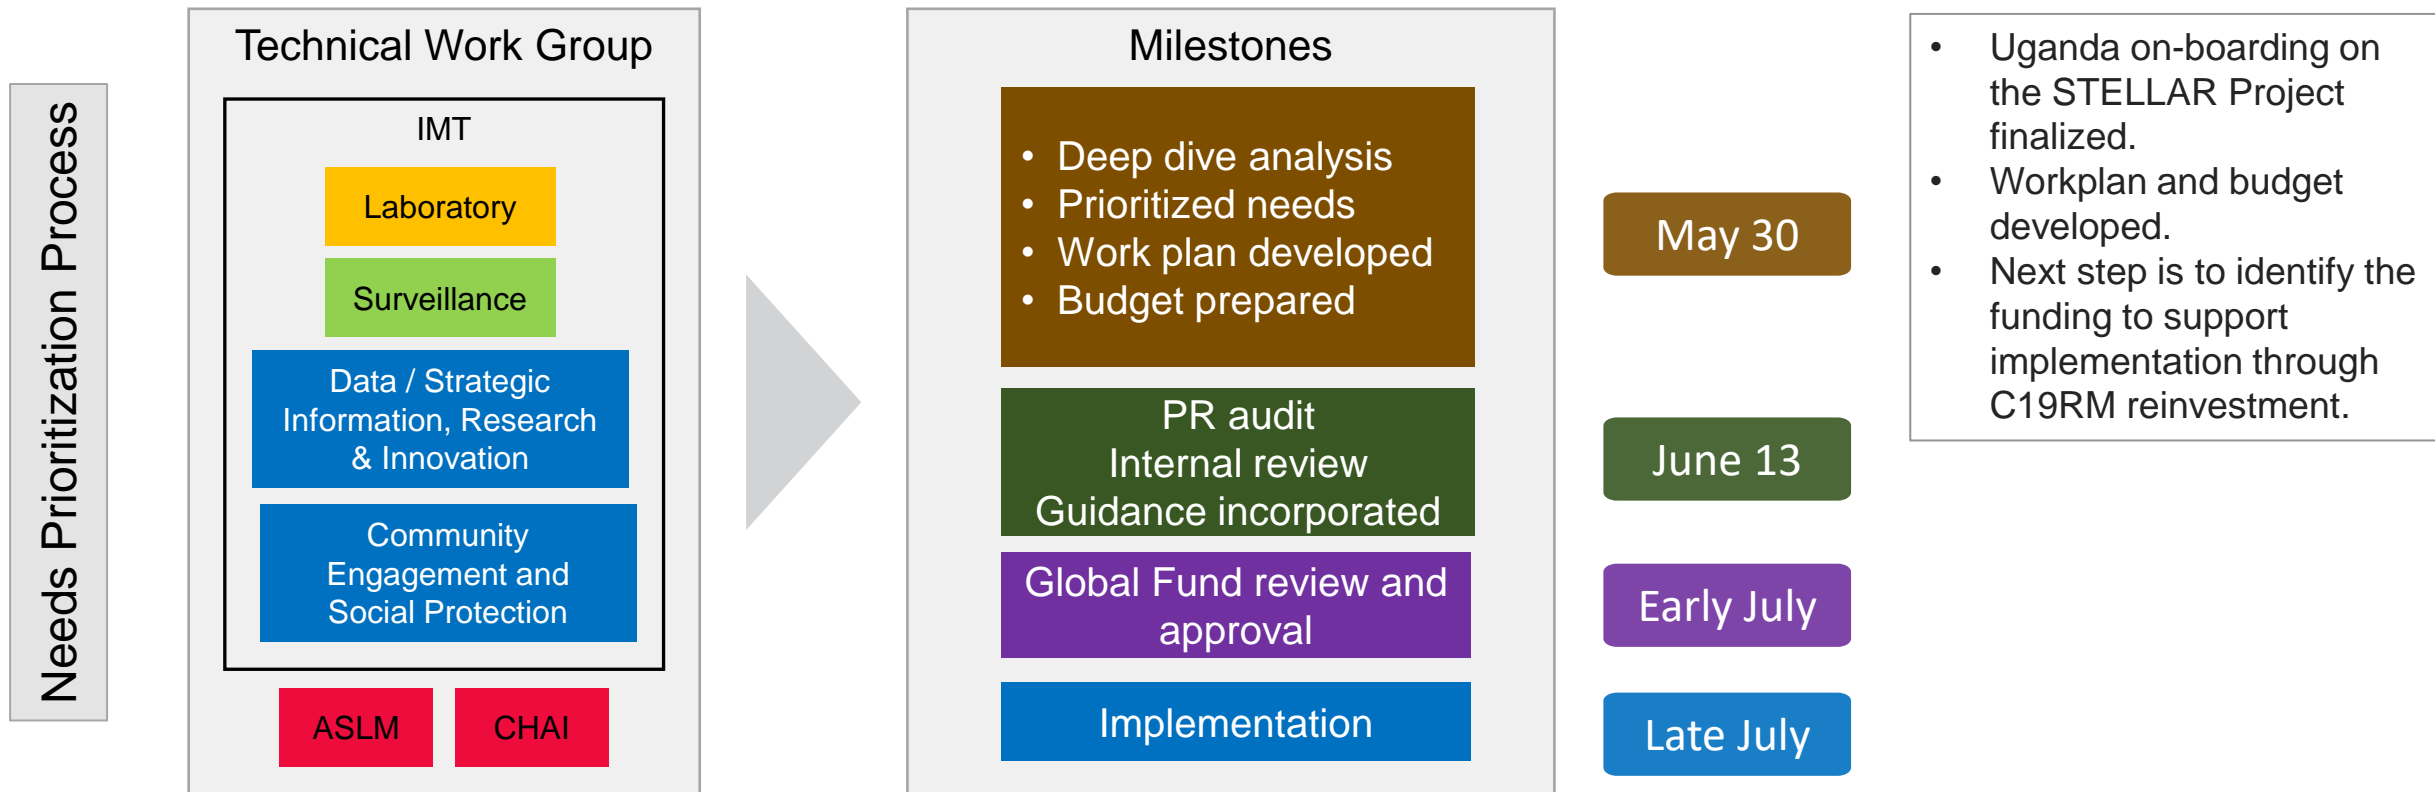 Needs Prioritization Process
Technical Work Group
IMT
Laboratory
Surveillance
Data / Strategic
Information, Research
& Innovation
Community
Engagement and
Social Protection
ASLM
CHAI
Milestones
• Deep dive analysis
• Prioritized needs
• Work plan developed
• Budget prepared
PR audit
Internal review
Guidance incorporated
Global Fund review and
approval
Implementation
May 30
June 13
Early July
Late July
• Uganda on-boarding on
the STELLAR Project
finalized.
• Workplan and budget
developed.
• Next step is to identify the
funding to support
implementation through
C19RM reinvestment.